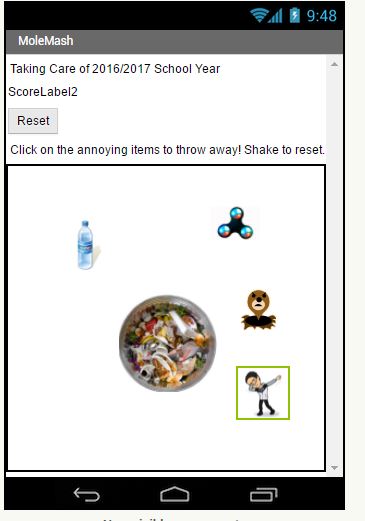 9:48
MoleMash
Taking Care of 2016/2017 School Year
ScoreLabel2
Reset
Click on the annoying items to throw away! Shake to reset.